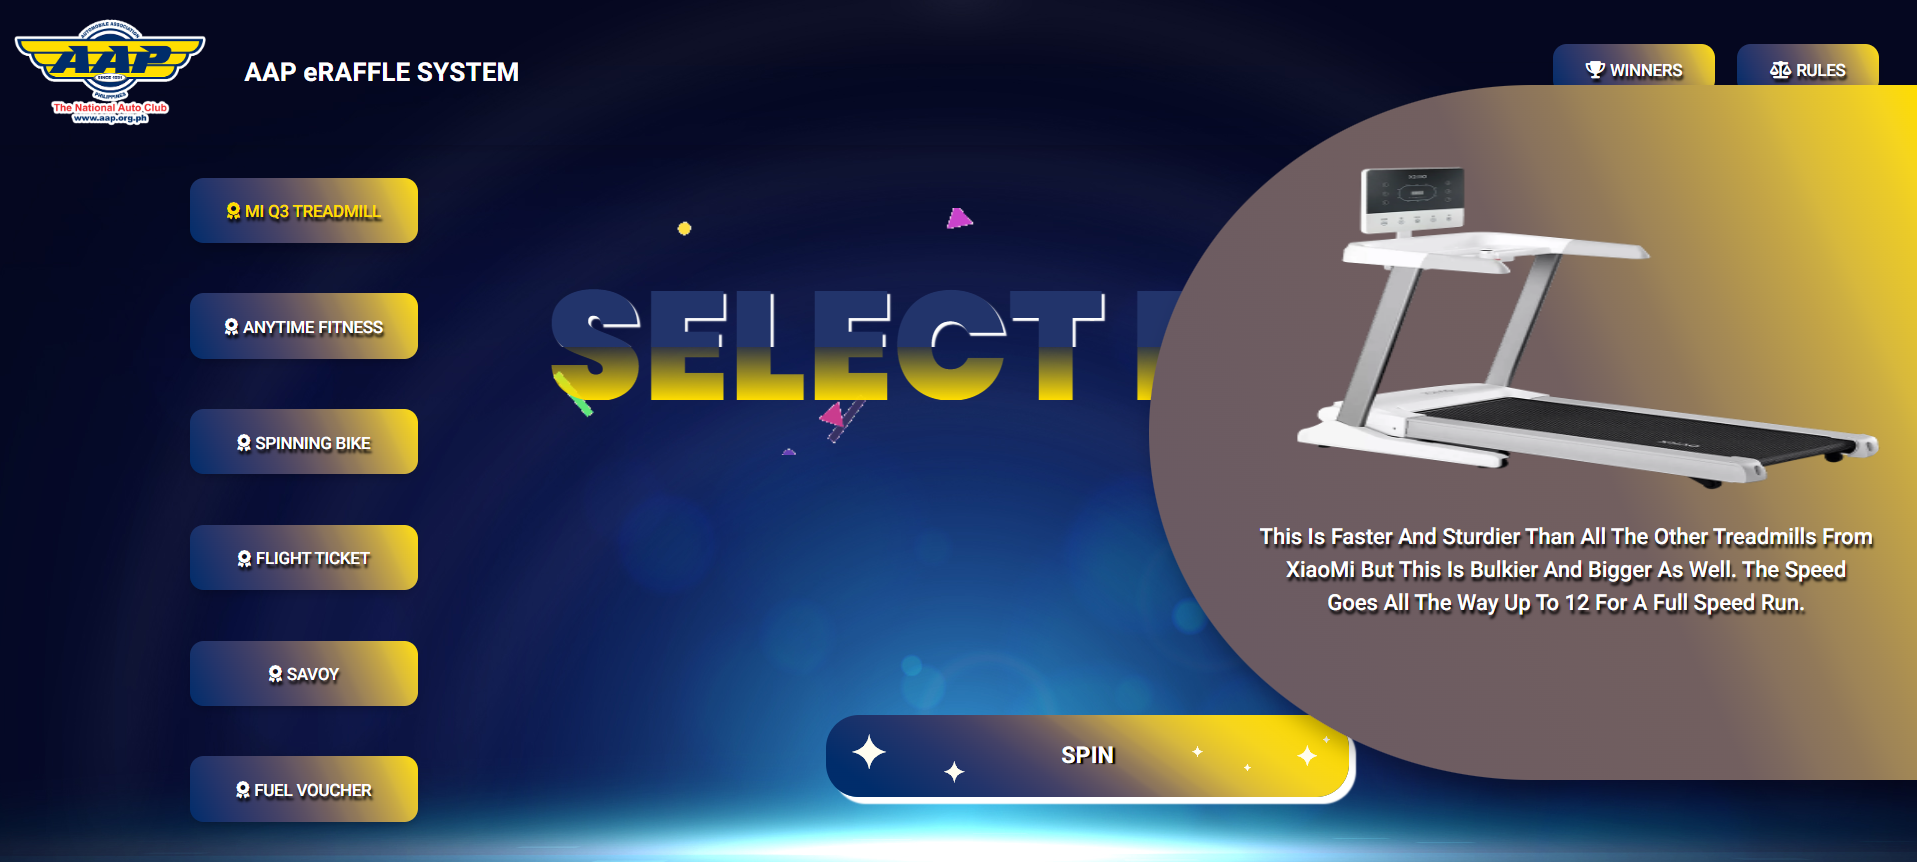 AUTOMOBILE ASSOCIATION
AAP
SINCE 1931
PHILIPPINES
The National Auto Club
www.aap.org.ph
AAP eRAFFLE SYSTEM
WINNERS
RULES
MI Q3 TREADMILL
ANYTIME FITNESS
SPINNING BIKE
FLIGHT TICKET
SAVOY
FUEL VOUCHER
SELECT
This Is Faster And Sturdier Than All The Other Treadmills From
XiaoMi But This Is Bulkier And Bigger As Well. The Speed
Goes All The Way Up To 12 For A Full Speed Run.
SPIN